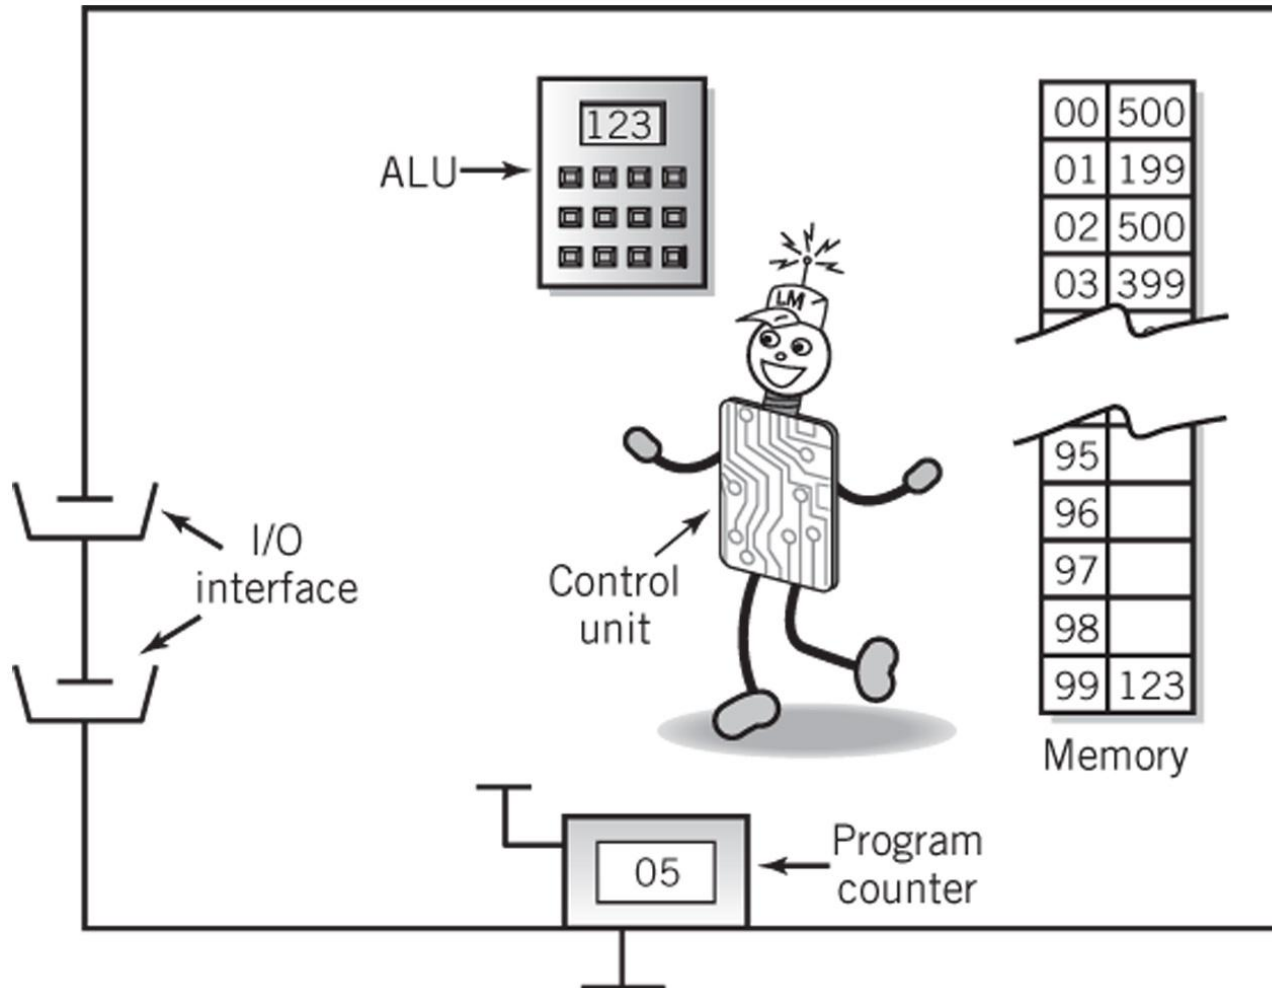 123
ALU
LM
00 500
01 199
02 500
03 399
95
96
97
98
99 123
Memory
I/O
interface
Control
unit
05
Program
counter